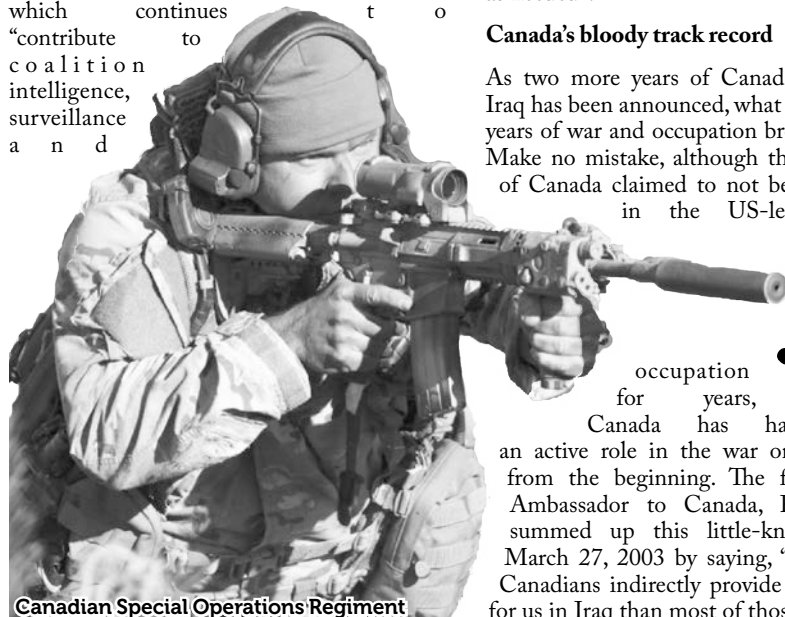 which continues t o
“contribute to
c o a l i t i o n
intelligence,
surveillance
a n d
Canadian Special Operations Regiment
Canada’s bloody track record
As two more years of Canad
Iraq has been announced, what
years of war and occupation br
Make no mistake, although th
of Canada claimed to not be
in the US-le
occupation
for years,
Canada has ha
an active role in the war on
from the beginning. The f
Ambassador to Canada,
summed up this little-kn
March 27, 2003 by saying, “
Canadians indirectly provide
for us in Iraq than most of thos